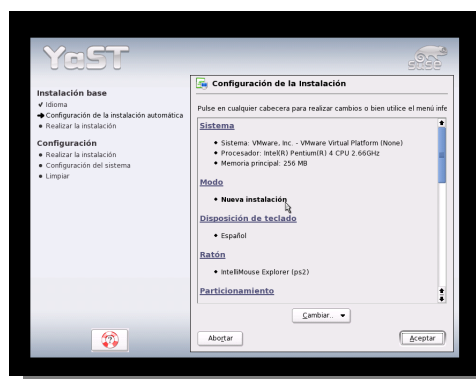 YaST
SUSE
Instalación base
Idioma
Configuración de la instalación automática
Realizar la instalación
Configuración
Realizar la instalación
Configuración del sistema
Limpiar
Configuración de la Instalación
Pulse en cualquier cabecera para realizar cambios o bien utilice el menú infe
Sistema
Sistema: VMware, Inc. - VMware Virtual Platform (None)
Procesador: Intel(R) Pentium(R) 4 CPU 2.66GHz
Memoria principal: 256 MB
Modo
Nueva instalación
Disposición de teclado
Español
Ratón
IntelliMouse Explorer (ps2)
Particionamiento
Cambiar..
Abortar
Aceptar